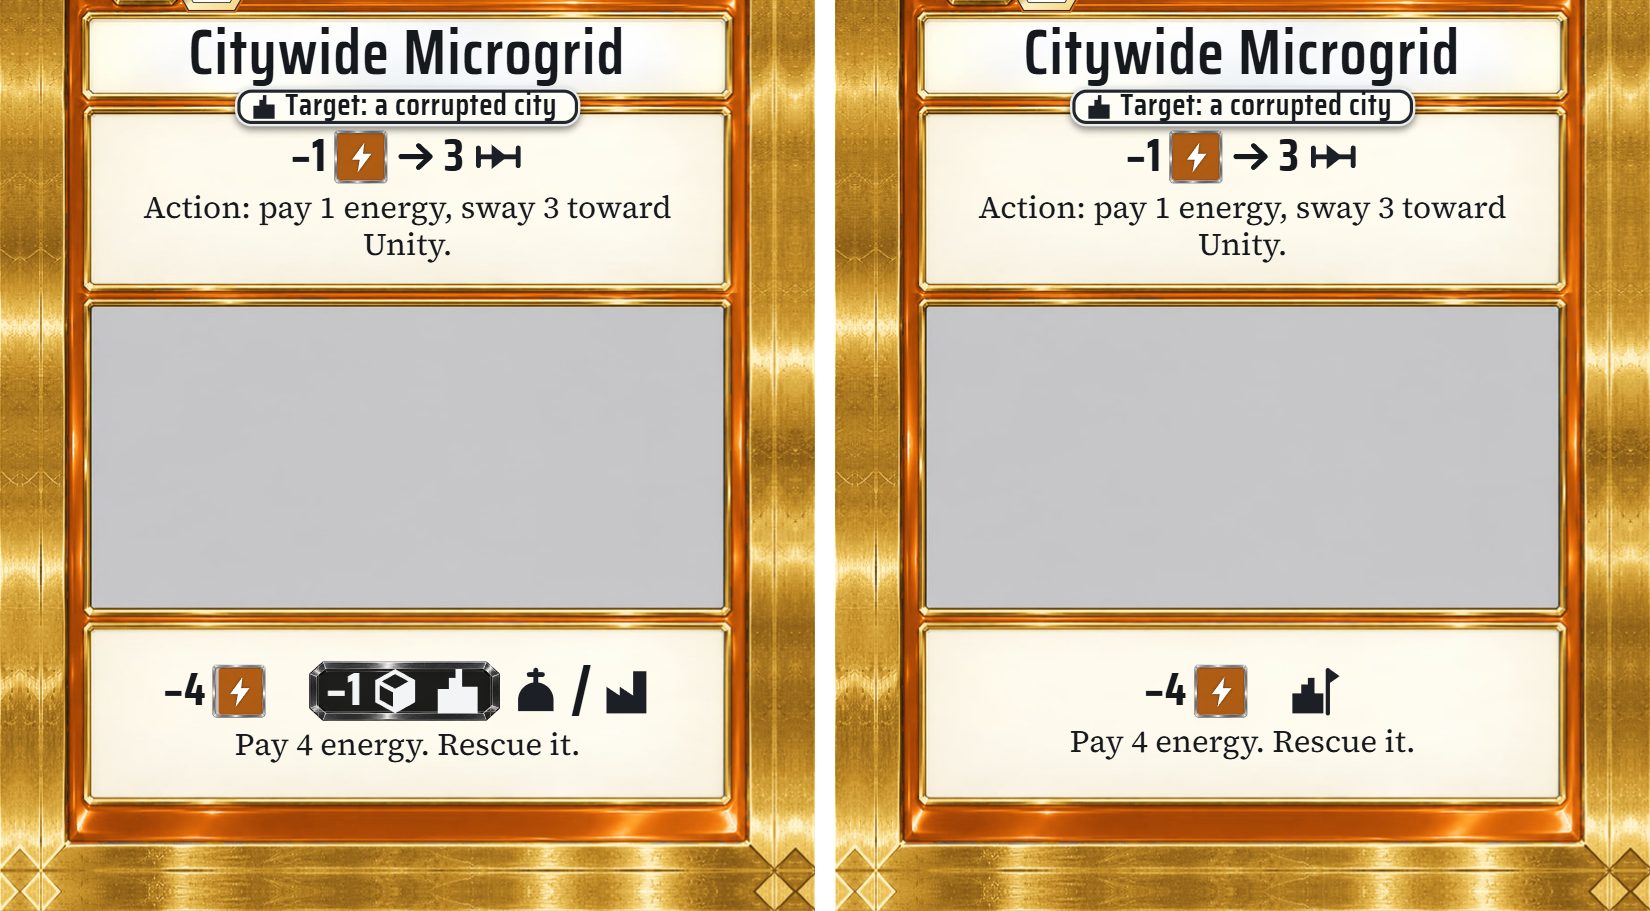 Citywide Microgrid
Target: a corrupted city
−1 → 3
Action: pay 1 energy, sway 3 toward
Unity.
−4 −1 /
Pay 4 energy. Rescue it.
Citywide Microgrid
Target: a corrupted city
−1 → 3
Action: pay 1 energy, sway 3 toward
Unity.
−4
Pay 4 energy. Rescue it.